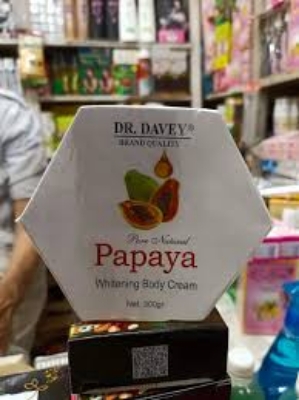 DR. DAVEY®
BRAND QUALITY
Pure Natural
Papaya
Whitening Body Cream
Net: 300gr